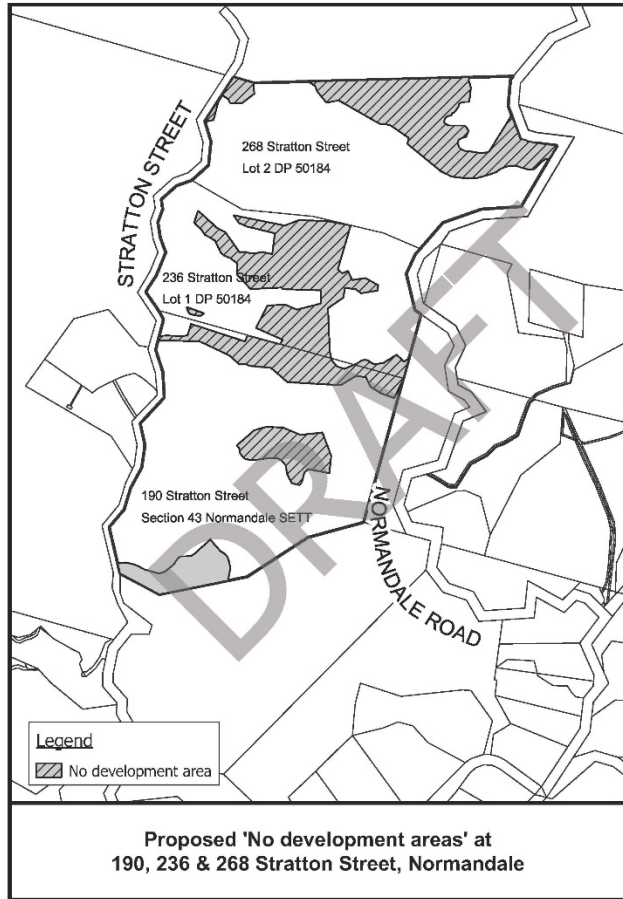 STRATTON STREET
268 Stratton Street
Lot 2 DP 50184
236 Stratton Street
Lot 1 DP 50184
DRAFT
190 Stratton Street
Section 43 Normandale SETT
NORMANDALE ROAD
Legend
No development area
Proposed 'No development areas' at
190, 236 & 268 Stratton Street, Normandale